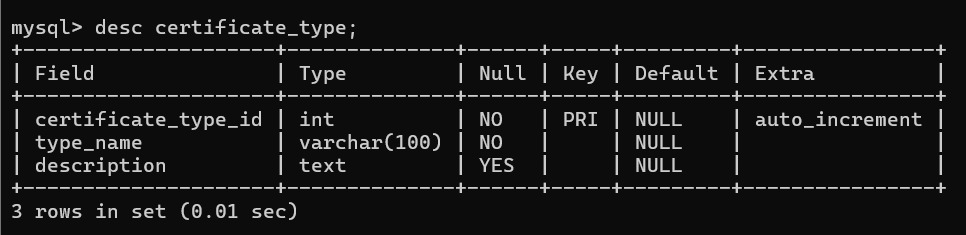 mysql> desc certificate_type;
+---------------------+--------------+------+-----+---------+----------------+
| Field               | Type         | Null | Key | Default | Extra          |
+---------------------+--------------+------+-----+---------+----------------+
| certificate_type_id | int          | NO   | PRI | NULL    | auto_increment |
| type_name           | varchar(100) | NO   |     | NULL    |                |
| description         | text         | YES  |     | NULL    |                |
+---------------------+--------------+------+-----+---------+----------------+
3 rows in set (0.01 sec)